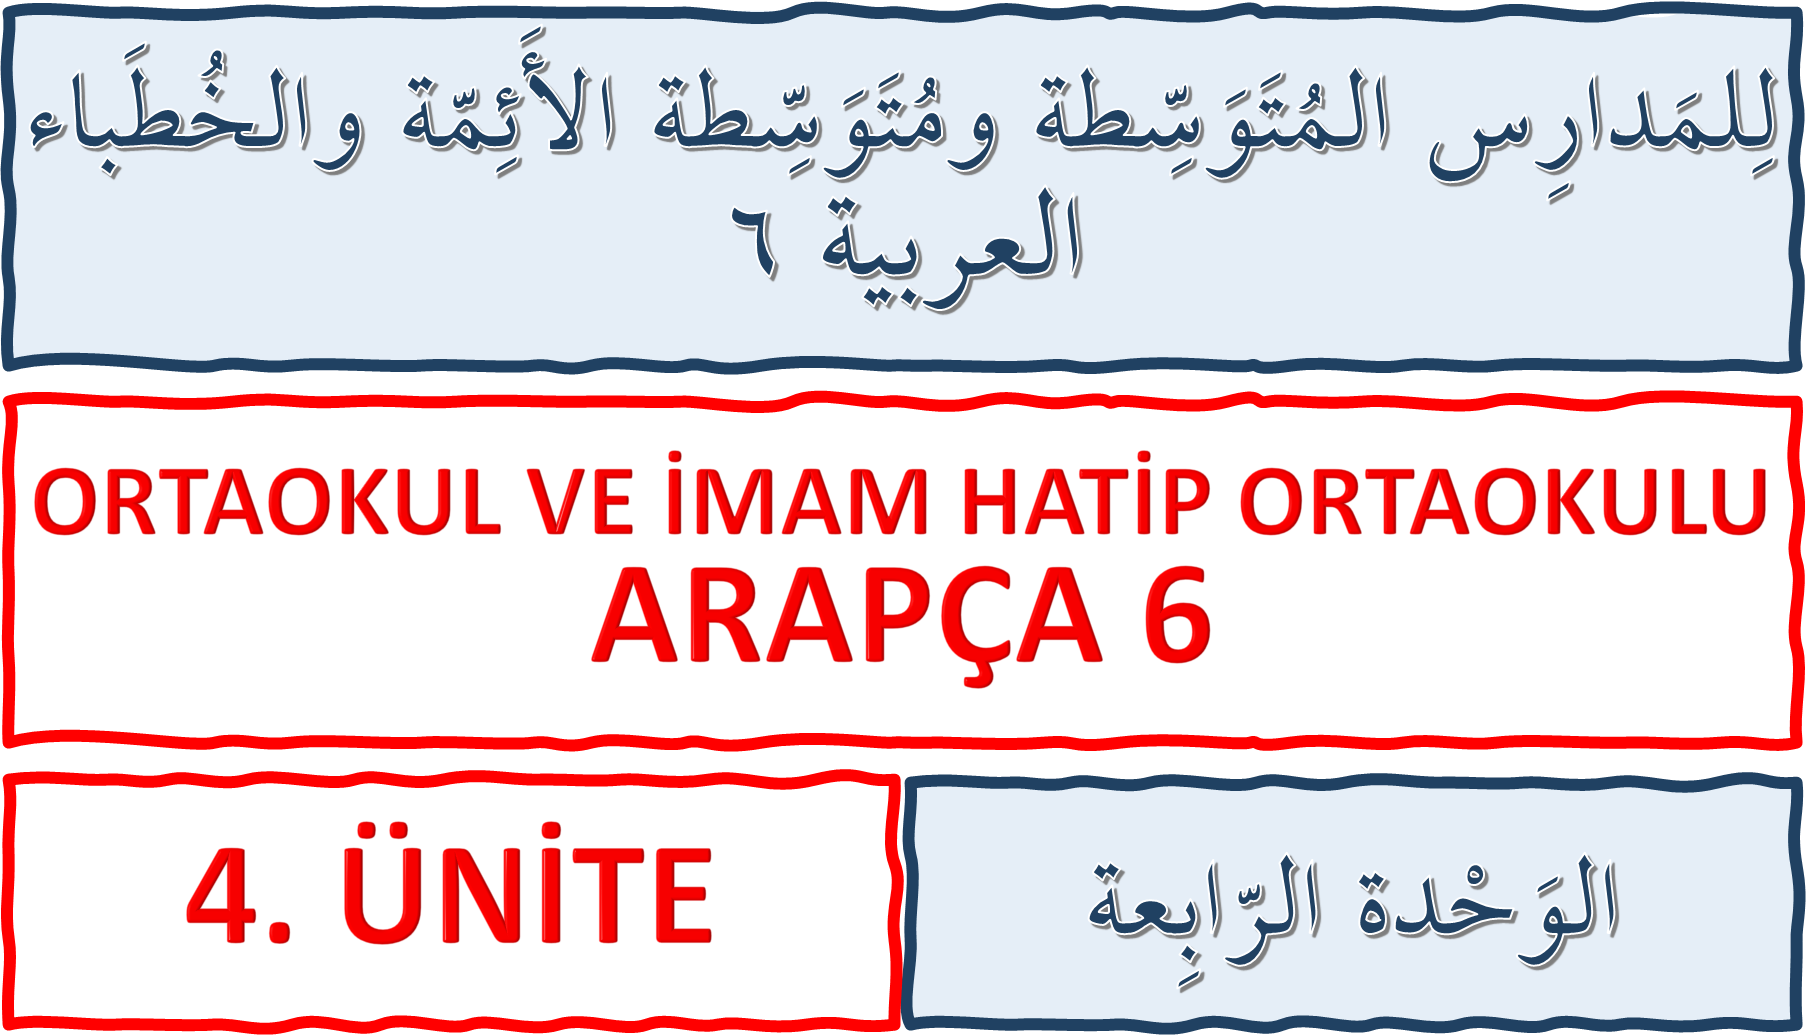 لِلمَدارِس المُتَوَسِّطة ومُتَوَسِّطة الأَئِمّة والخُطَباء
العربية ٦
ORTAOKUL VE İMAM HATİP ORTAOKULU
ARAPÇA 6
4. ÜNİTE
الوَحْدة الرّابِعة